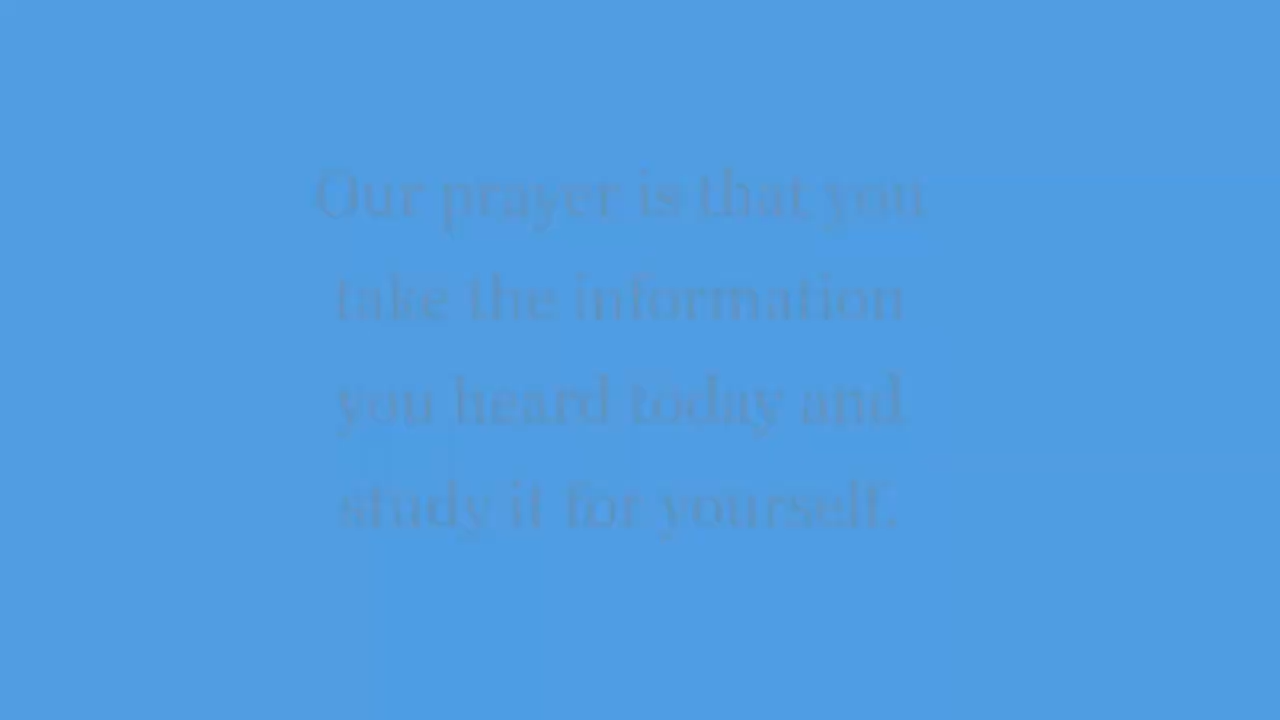 Our prayer is that you
take the information
you heard today and
study it for yourself.